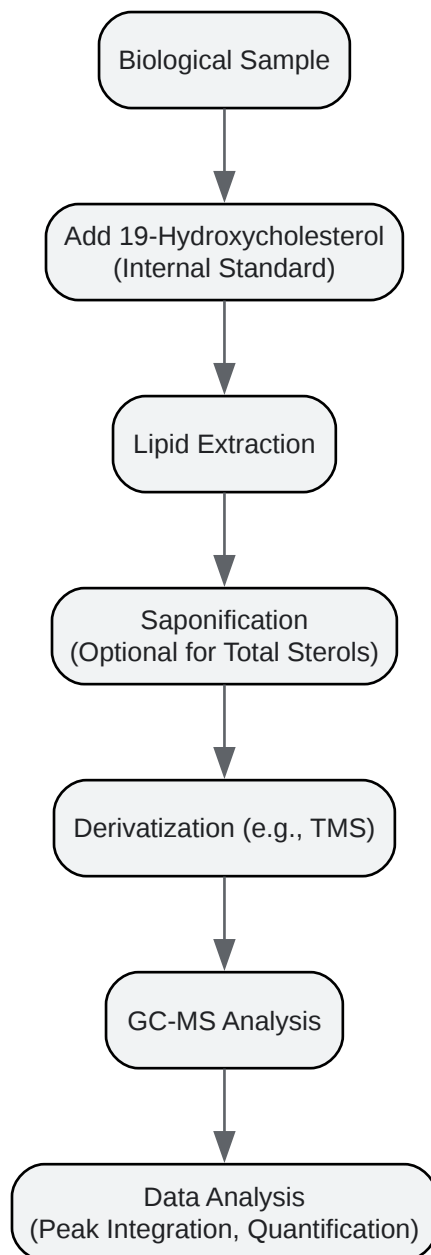 Biological Sample
Add 19-Hydroxycholesterol
(Internal Standard)
Lipid Extraction
Saponification
(Optional for Total Sterols)
Derivatization (e.g., TMS)
GC-MS Analysis
Data Analysis
(Peak Integration, Quantification)